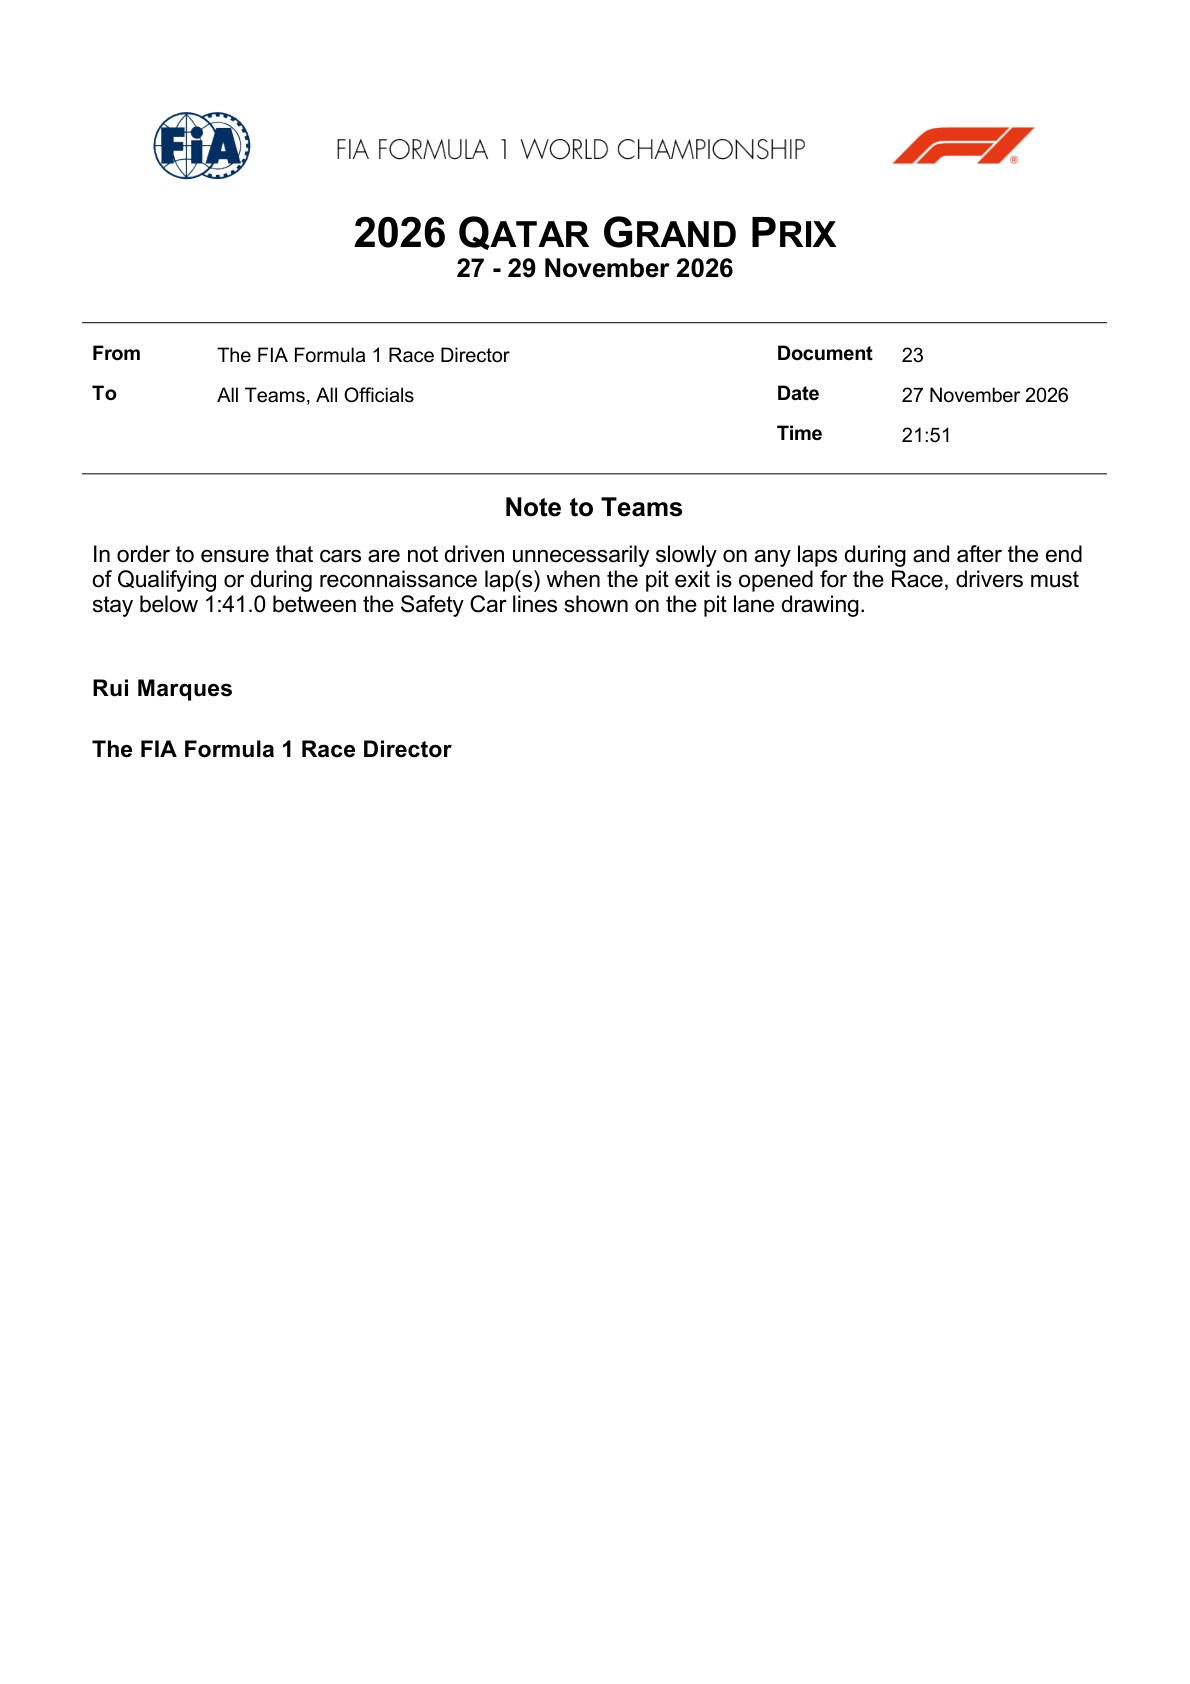 FIA
FIA FORMULA 1 WORLD CHAMPIONSHIP
F1®
2026 QATAR GRAND PRIX
27 - 29 November 2026
From The FIA Formula 1 Race Director Document 23
To All Teams, All Officials Date 27 November 2026
Time 21:51
Note to Teams
In order to ensure that cars are not driven unnecessarily slowly on any laps during and after the end
of Qualifying or during reconnaissance lap(s) when the pit exit is opened for the Race, drivers must
stay below 1:41.0 between the Safety Car lines shown on the pit lane drawing.
Rui Marques
The FIA Formula 1 Race Director